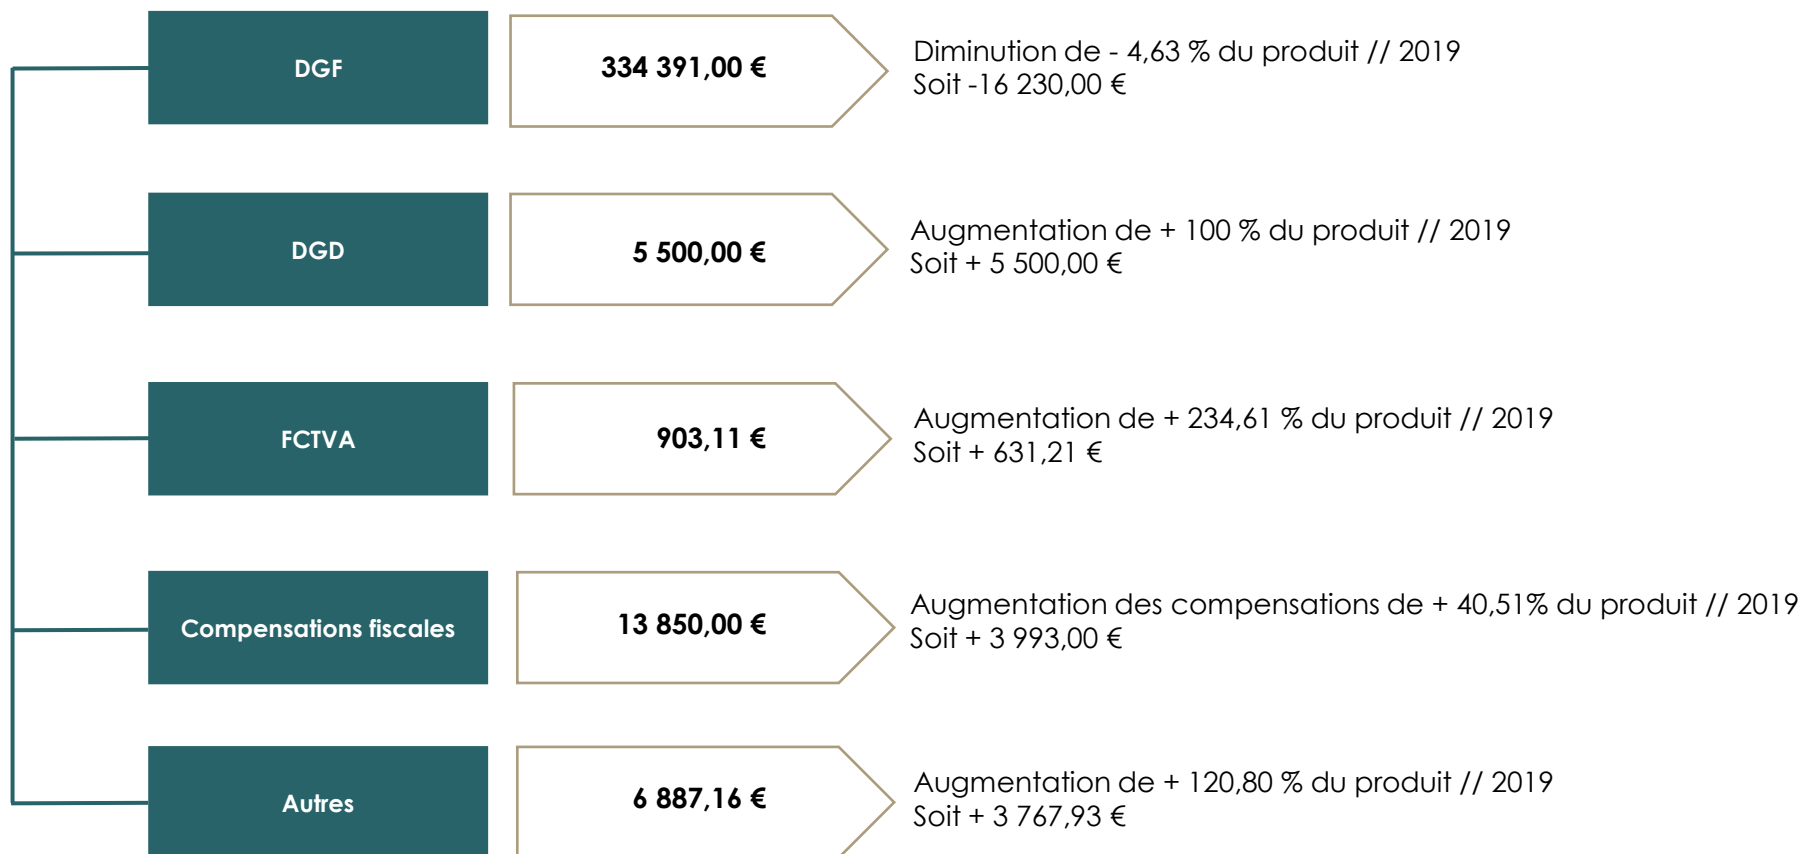 DGF
334 391,00 €
Diminution de - 4,63 % du produit // 2019
Soit -16 230,00 €
DGD
5 500,00 €
Augmentation de + 100 % du produit // 2019
Soit + 5 500,00 €
FCTVA
903,11 €
Augmentation de + 234,61 % du produit // 2019
Soit + 631,21 €
Compensations fiscales
13 850,00 €
Augmentation des compensations de + 40,51% du produit // 2019
Soit + 3 993,00 €
Autres
6 887,16 €
Augmentation de + 120,80 % du produit // 2019
Soit + 3 767,93 €